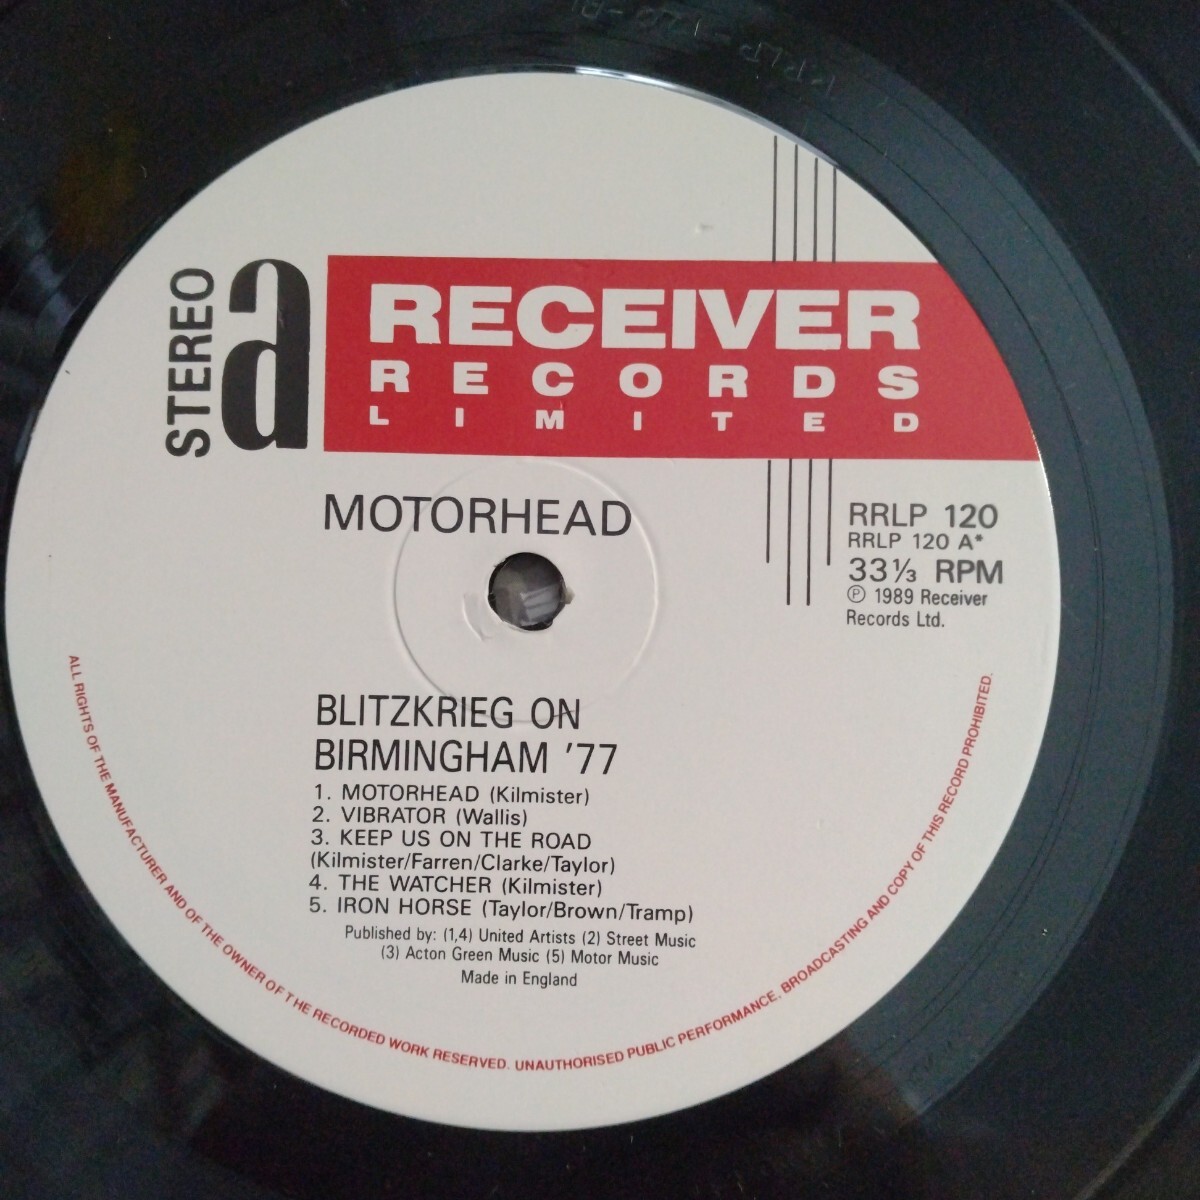 STEREO
a
RECEIVER
RECORDS
LIMITED
MOTORHEAD
RRLP 120
RRLP 120 A*
33⅓ RPM
℗ 1989 Receiver
Records Ltd.
BLITZKRIEG ON
BIRMINGHAM '77
1. MOTORHEAD (Kilmister)
2. VIBRATOR (Wallis)
3. KEEP US ON THE ROAD
(Kilmister/Farren/Clarke/Taylor)
4. THE WATCHER (Kilmister)
5. IRON HORSE (Taylor/Brown/Tramp)
Published by: (1,4) United Artists (2) Street Music
(3) Acton Green Music (5) Motor Music
Made in England
ALL RIGHTS OF THE MANUFACTURER AND OF THE OWNER OF THE RECORDED WORK RESERVED. UNAUTHORISED PUBLIC PERFORMANCE, BROADCASTING AND COPY OF THIS RECORD PROHIBITED.